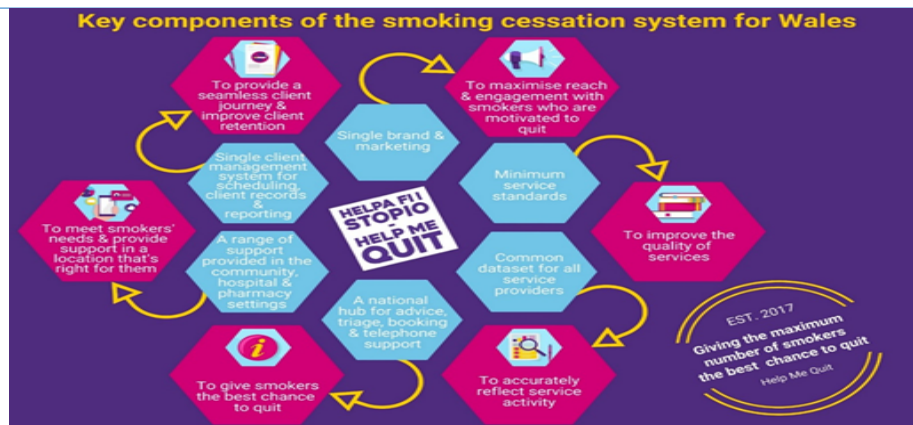 Key components of the smoking cessation system for Wales
To provide a
seamless client
journey &
improve client
retention
To maximise reach
& engagement with
smokers who are
motivated to
quit
Single brand &
marketing
Single client
management
system for
scheduling,
client records
&
reporting
Minimum
service
standards
To meet smokers'
needs & provide
support in a
location that's
right for them
HELPA FI I
STOPIO
-
HELP ME
QUIT
To improve the
quality of
services
A range of
support
provided in the
community,
hospital &
pharmacy
settings
Common
dataset for all
service
providers
A national
hub for advice,
triage, booking
& telephone
support
To give smokers
the best chance
to quit
To accurately
reflect service
activity
EST. 2017
Giving the maximum
number of smokers
the best chance to quit
Help Me Quit